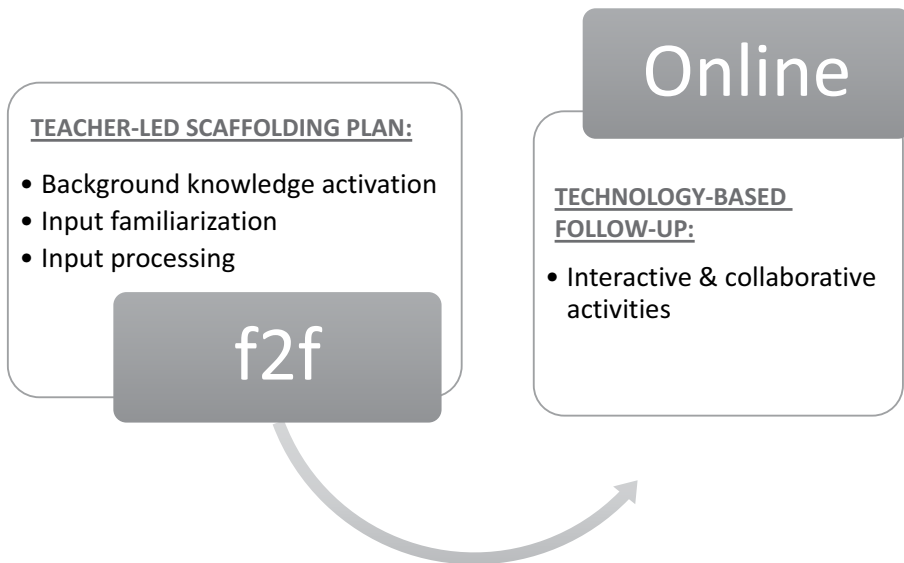 TEACHER-LED SCAFFOLDING PLAN:
• Background knowledge activation
• Input familiarization
• Input processing
f2f
Online
TECHNOLOGY-BASED
FOLLOW-UP:
• Interactive & collaborative
activities